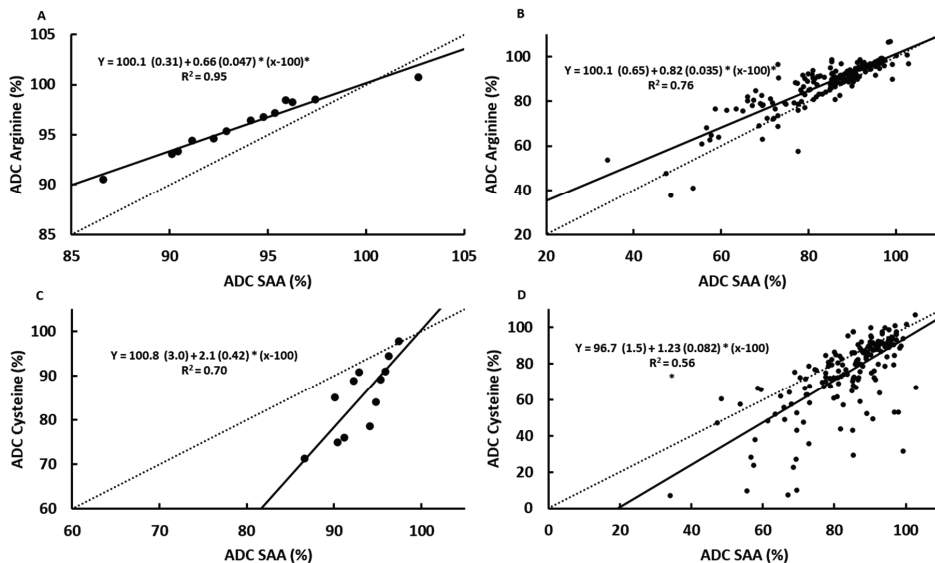 A
Y = 100.1 (0.31) + 0.66 (0.047) * (x-100)*
R² = 0.95
ADC Arginine (%)
105
100
95
90
85
85 90 95 100 105
ADC SAA (%)
B
Y = 100.1 (0.65) + 0.82 (0.035) * (x-100)*
R² = 0.76
ADC Arginine (%)
100
80
60
40
20
20 40 60 80 100
ADC SAA (%)
C
Y = 100.8 (3.0) + 2.1 (0.42) * (x-100)
R² = 0.70
ADC Cysteine (%)
100
90
80
70
60
60 70 80 90 100
ADC SAA (%)
D
Y = 96.7 (1.5) + 1.23 (0.082) * (x-100)
R² = 0.56
*
ADC Cysteine (%)
100
80
60
40
20
0
0 20 40 60 80 100
ADC SAA (%)